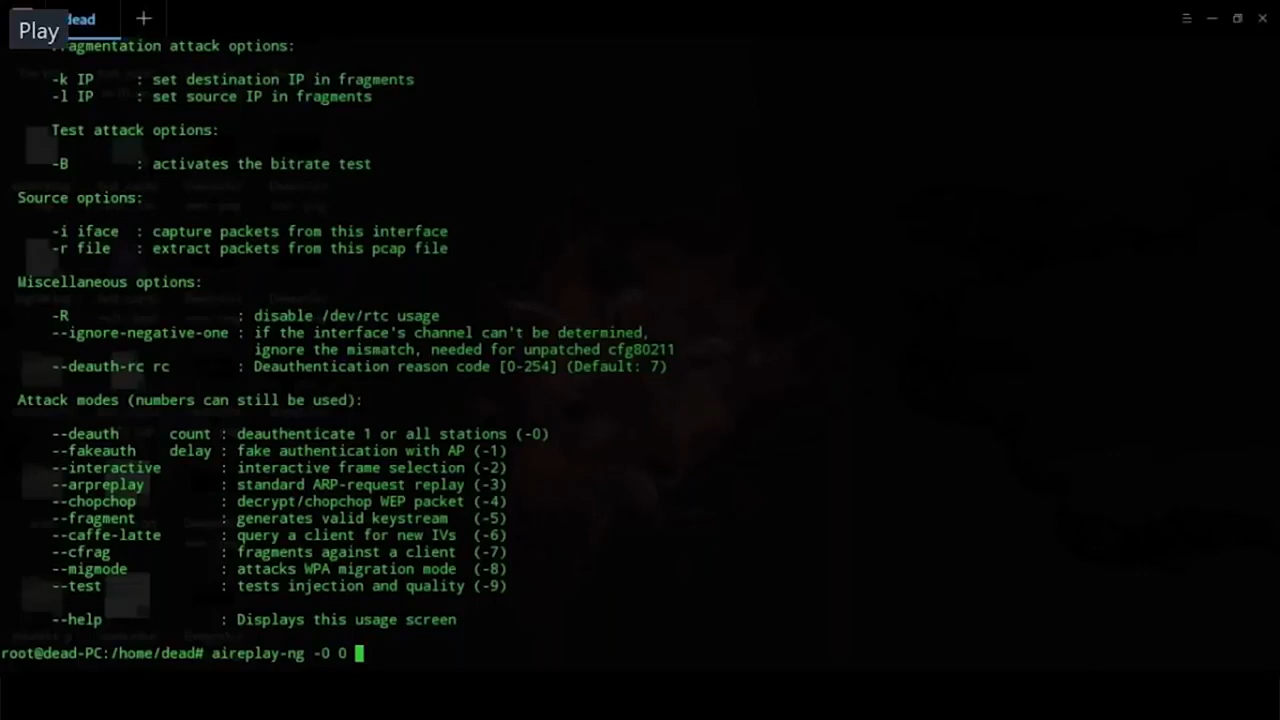 dead
Play
Fragmentation attack options:
-k IP : set destination IP in fragments
-l IP : set source IP in fragments
Test attack options:
-B : activates the bitrate test
Source options:
-i iface : capture packets from this interface
-r file : extract packets from this pcap file
Miscellaneous options:
-R : disable /dev/rtc usage
--ignore-negative-one : if the interface's channel can't be determined,
ignore the mismatch, needed for unpatched cfg80211
--deauth-rc rc : Deauthentication reason code [0-254] (Default: 7)
Attack modes (numbers can still be used):
--deauth count : deauthenticate 1 or all stations (-0)
--fakeauth delay : fake authentication with AP (-1)
--interactive : interactive frame selection (-2)
--arpreplay : standard ARP-request replay (-3)
--chopchop : decrypt/chopchop WEP packet (-4)
--fragment : generates valid keystream (-5)
--caffe-latte : query a client for new IVs (-6)
--cfrag : fragments against a client (-7)
--migmode : attacks WPA migration mode (-8)
--test : tests injection and quality (-9)
--help : Displays this usage screen
root@dead-PC:/home/dead# aireplay-ng -0 0